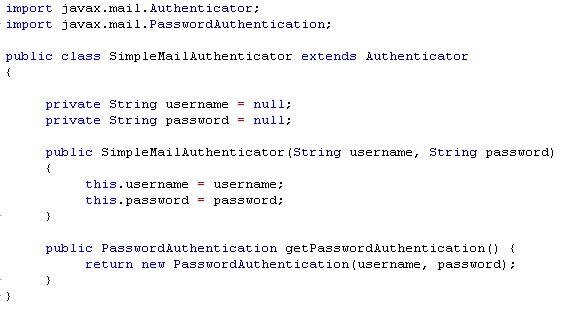 import javax.mail.Authenticator;
import javax.mail.PasswordAuthentication;
public class SimpleMailAuthenticator extends Authenticator
{
private String username = null;
private String password = null;
public SimpleMailAuthenticator(String username, String password)
{
this.username = username;
this.password = password;
}
public PasswordAuthentication getPasswordAuthentication() {
return new PasswordAuthentication(username, password);
}
}